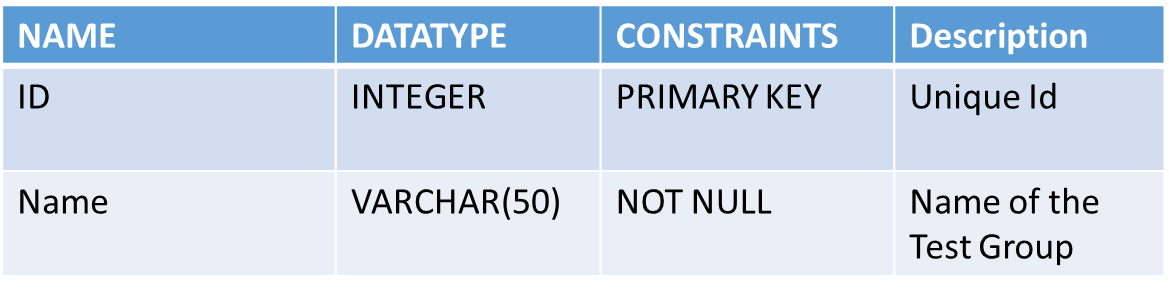 NAME DATATYPE CONSTRAINTS Description
ID INTEGER PRIMARY KEY Unique Id
Name VARCHAR(50) NOT NULL Name of the
Test Group